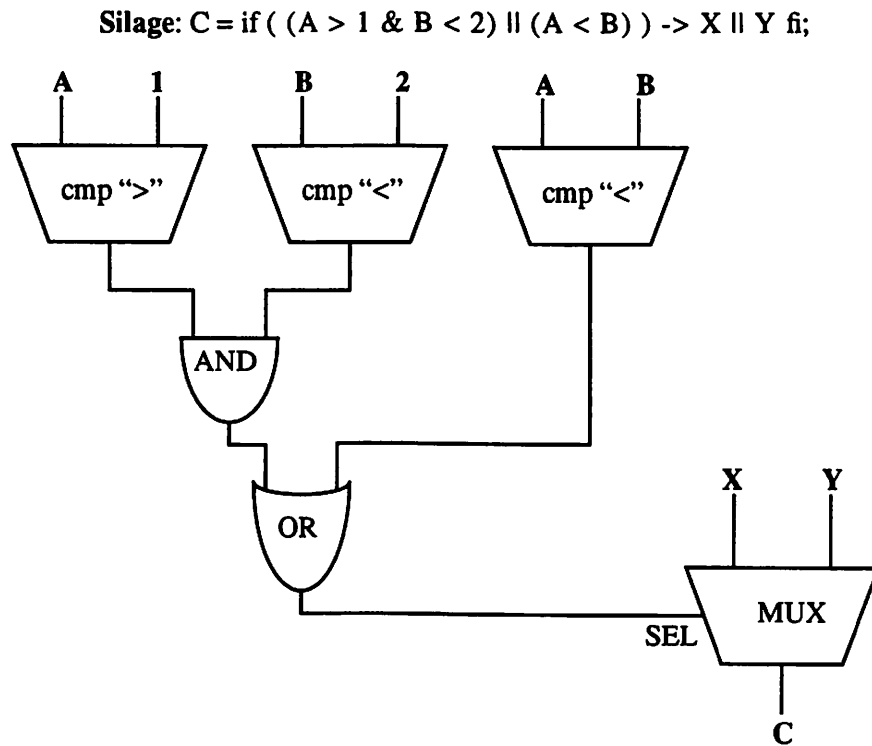 Silage: C = if ( (A > 1 & B < 2) || (A < B) ) -> X || Y fi;
A 1 B 2 A B
cmp “>” cmp “<” cmp “<”
AND
OR
X Y
MUX
SEL
C